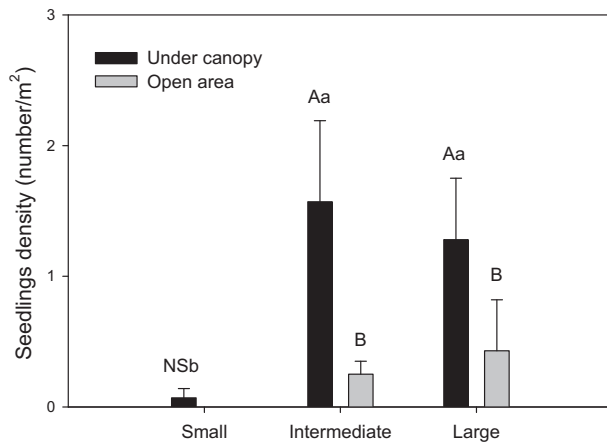 3
Under canopy
Open area
Aa
2
Aa
Seedlings density (number/m²)
1
B
B
NSb
0
Small Intermediate Large